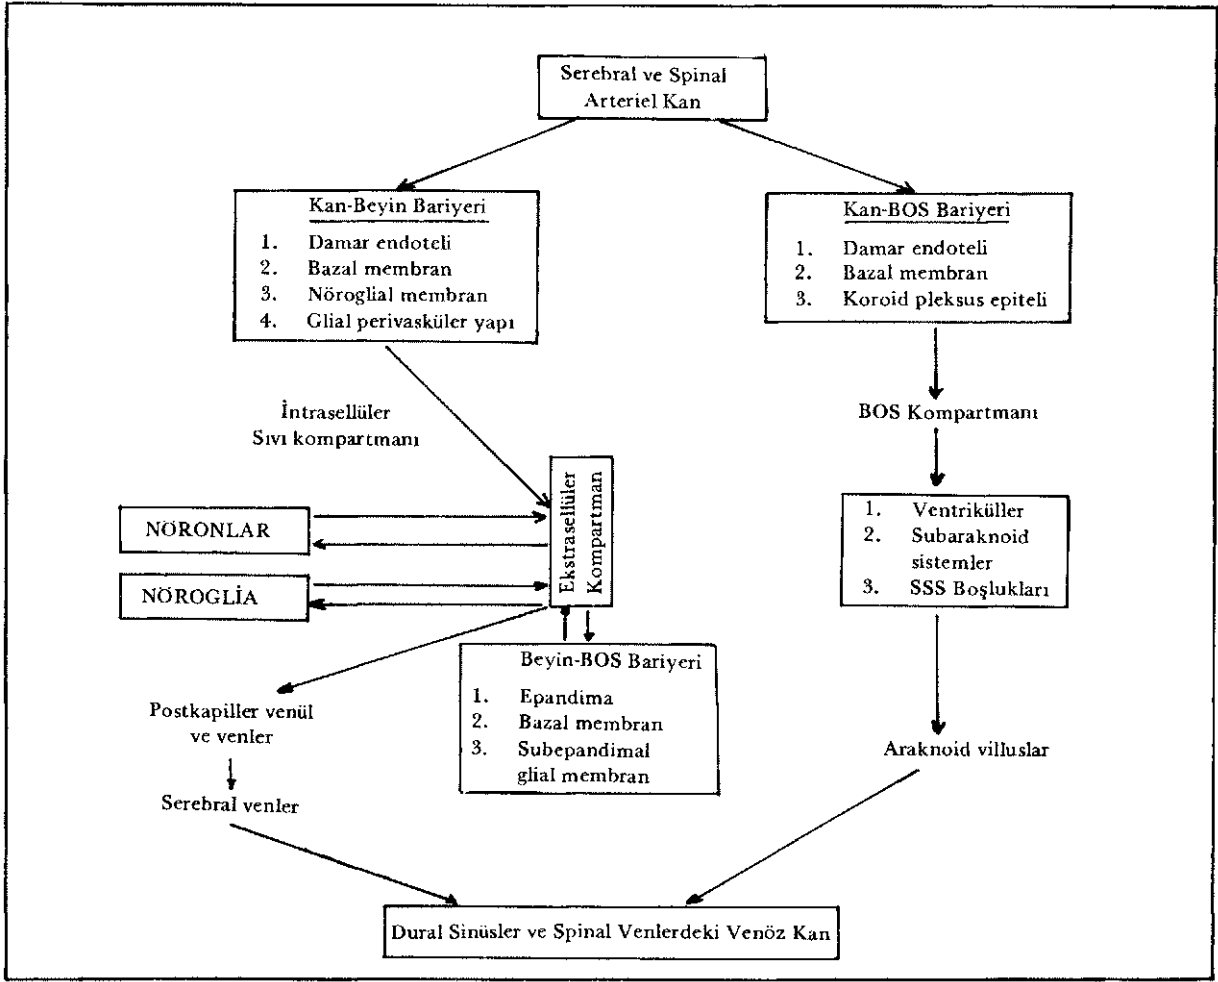 Serebral ve Spinal
Arteriel Kan
Kan-Beyin Bariyeri
1. Damar endoteli
2. Bazal membran
3. Nöroglial membran
4. Glial perivasküler yapı
Kan-BOS Bariyeri
1. Damar endoteli
2. Bazal membran
3. Koroid pleksus epiteli
İntrasellüler
Sıvı kompartmanı
BOS Kompartmanı
Ekstrasellüler
Kompartman
NÖRONLAR
NÖROGLİA
1. Ventriküller
2. Subaraknoid
sistemler
3. SSS Boşlukları
Beyin-BOS Bariyeri
1. Epandima
2. Bazal membran
3. Subepandimal
glial membran
Postkapiller venül
ve venler
Serebral venler
Araknoid villuslar
Dural Sinüsler ve Spinal Venlerdeki Venöz Kan